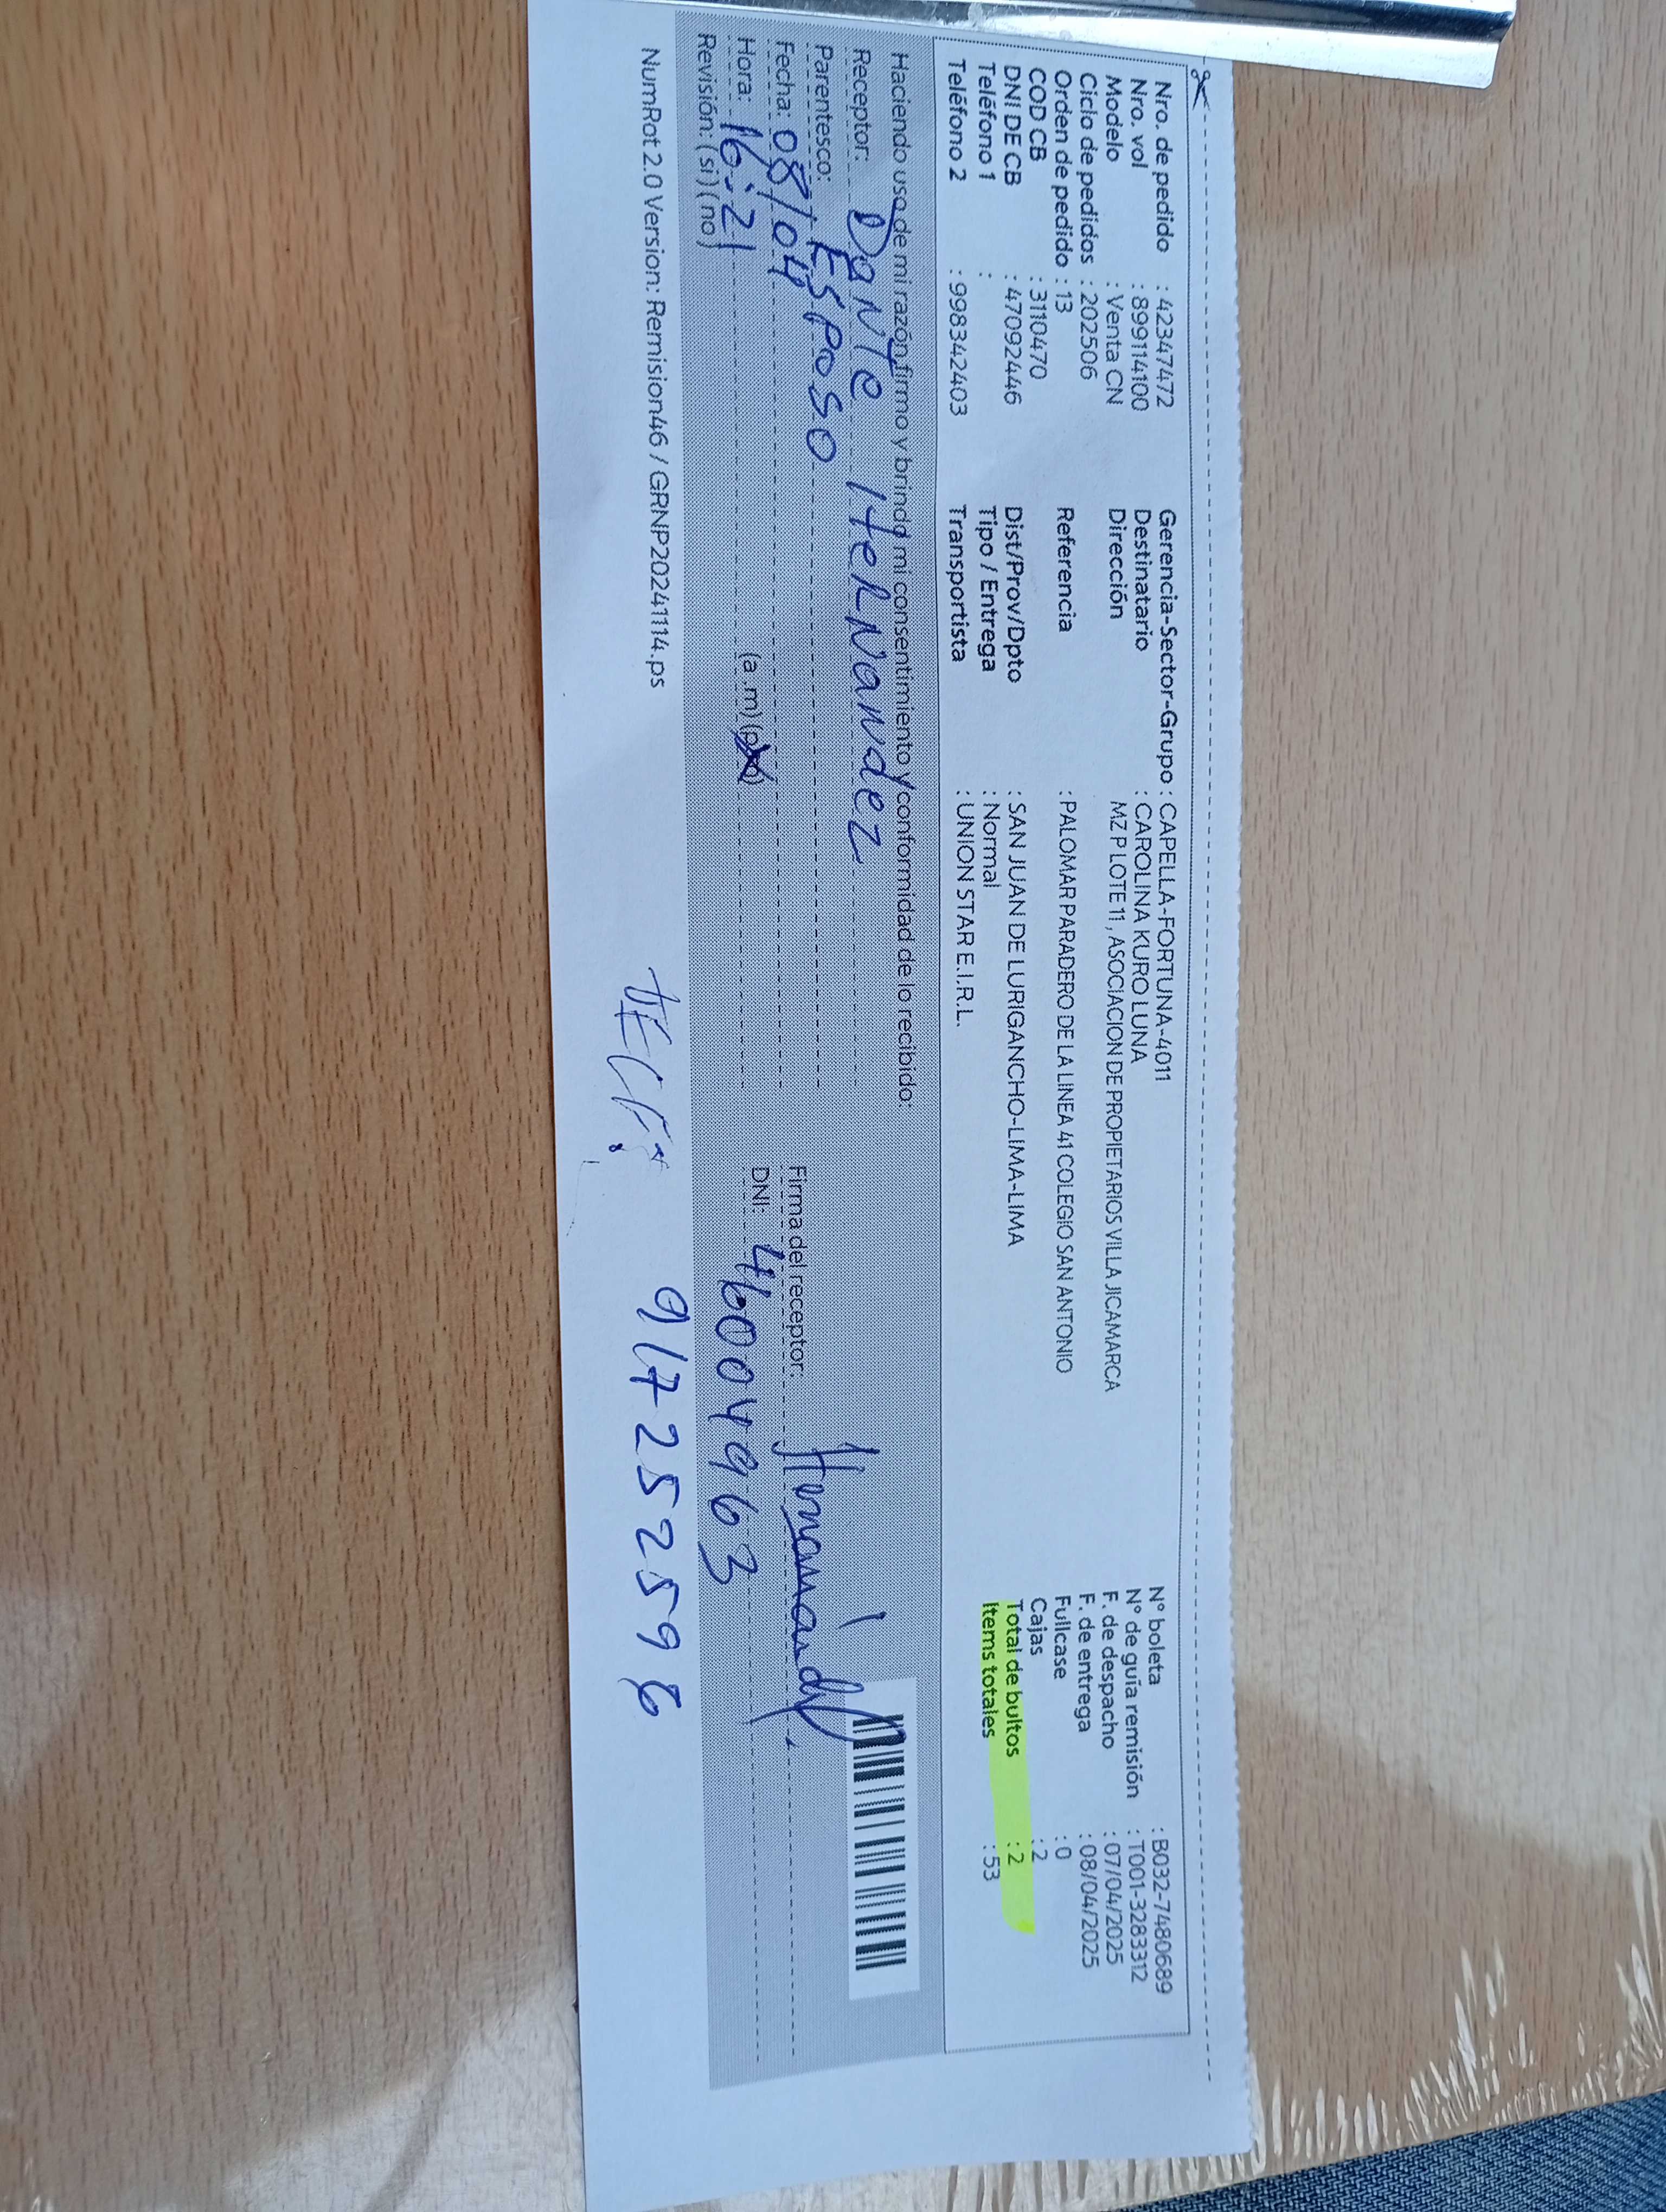 Nro. de pedido : 42347472
Nro. vol : 899114100
Modelo : Venta CN
Ciclo de pedidos : 202506
Orden de pedido : 13
COD CB : 3110470
DNI DE CB : 47092446
Teléfono 1 :
Teléfono 2 : 998342403
Gerencia-Sector-Grupo : CAPELLA-FORTUNA-4011
Destinatario : CAROLINA KURO LUNA
Dirección MZ P LOTE 11 , ASOCIACION DE PROPIETARIOS VILLA JICAMARCA
Referencia : PALOMAR PARADERO DE LA LINEA 41 COLEGIO SAN ANTONIO
Dist/Prov/Dpto : SAN JUAN DE LURIGANCHO-LIMA-LIMA
Tipo / Entrega : Normal
Transportista : UNION STAR E.I.R.L.
N° boleta : B032-7480689
N° de guía remisión : T001-3283312
F. de despacho : 07/04/2025
F. de entrega : 08/04/2025
Fullcase : 0
Cajas : 2
Total de bultos : 2
Items totales : 53
Haciendo uso de mi razón firmo y brindo mi consentimiento y conformidad de lo recibido:
Receptor: Dante Hernandez
Parentesco: Esposo
Fecha: 08/04
Hora: 16:21 (a .m) (p.m)
Revisión: ( si ) ( no )
Firma del receptor: Hernandez
DNI: 46004963
NumRot 2.0 Version: Remision46 / GRNP20241114.ps
917252598